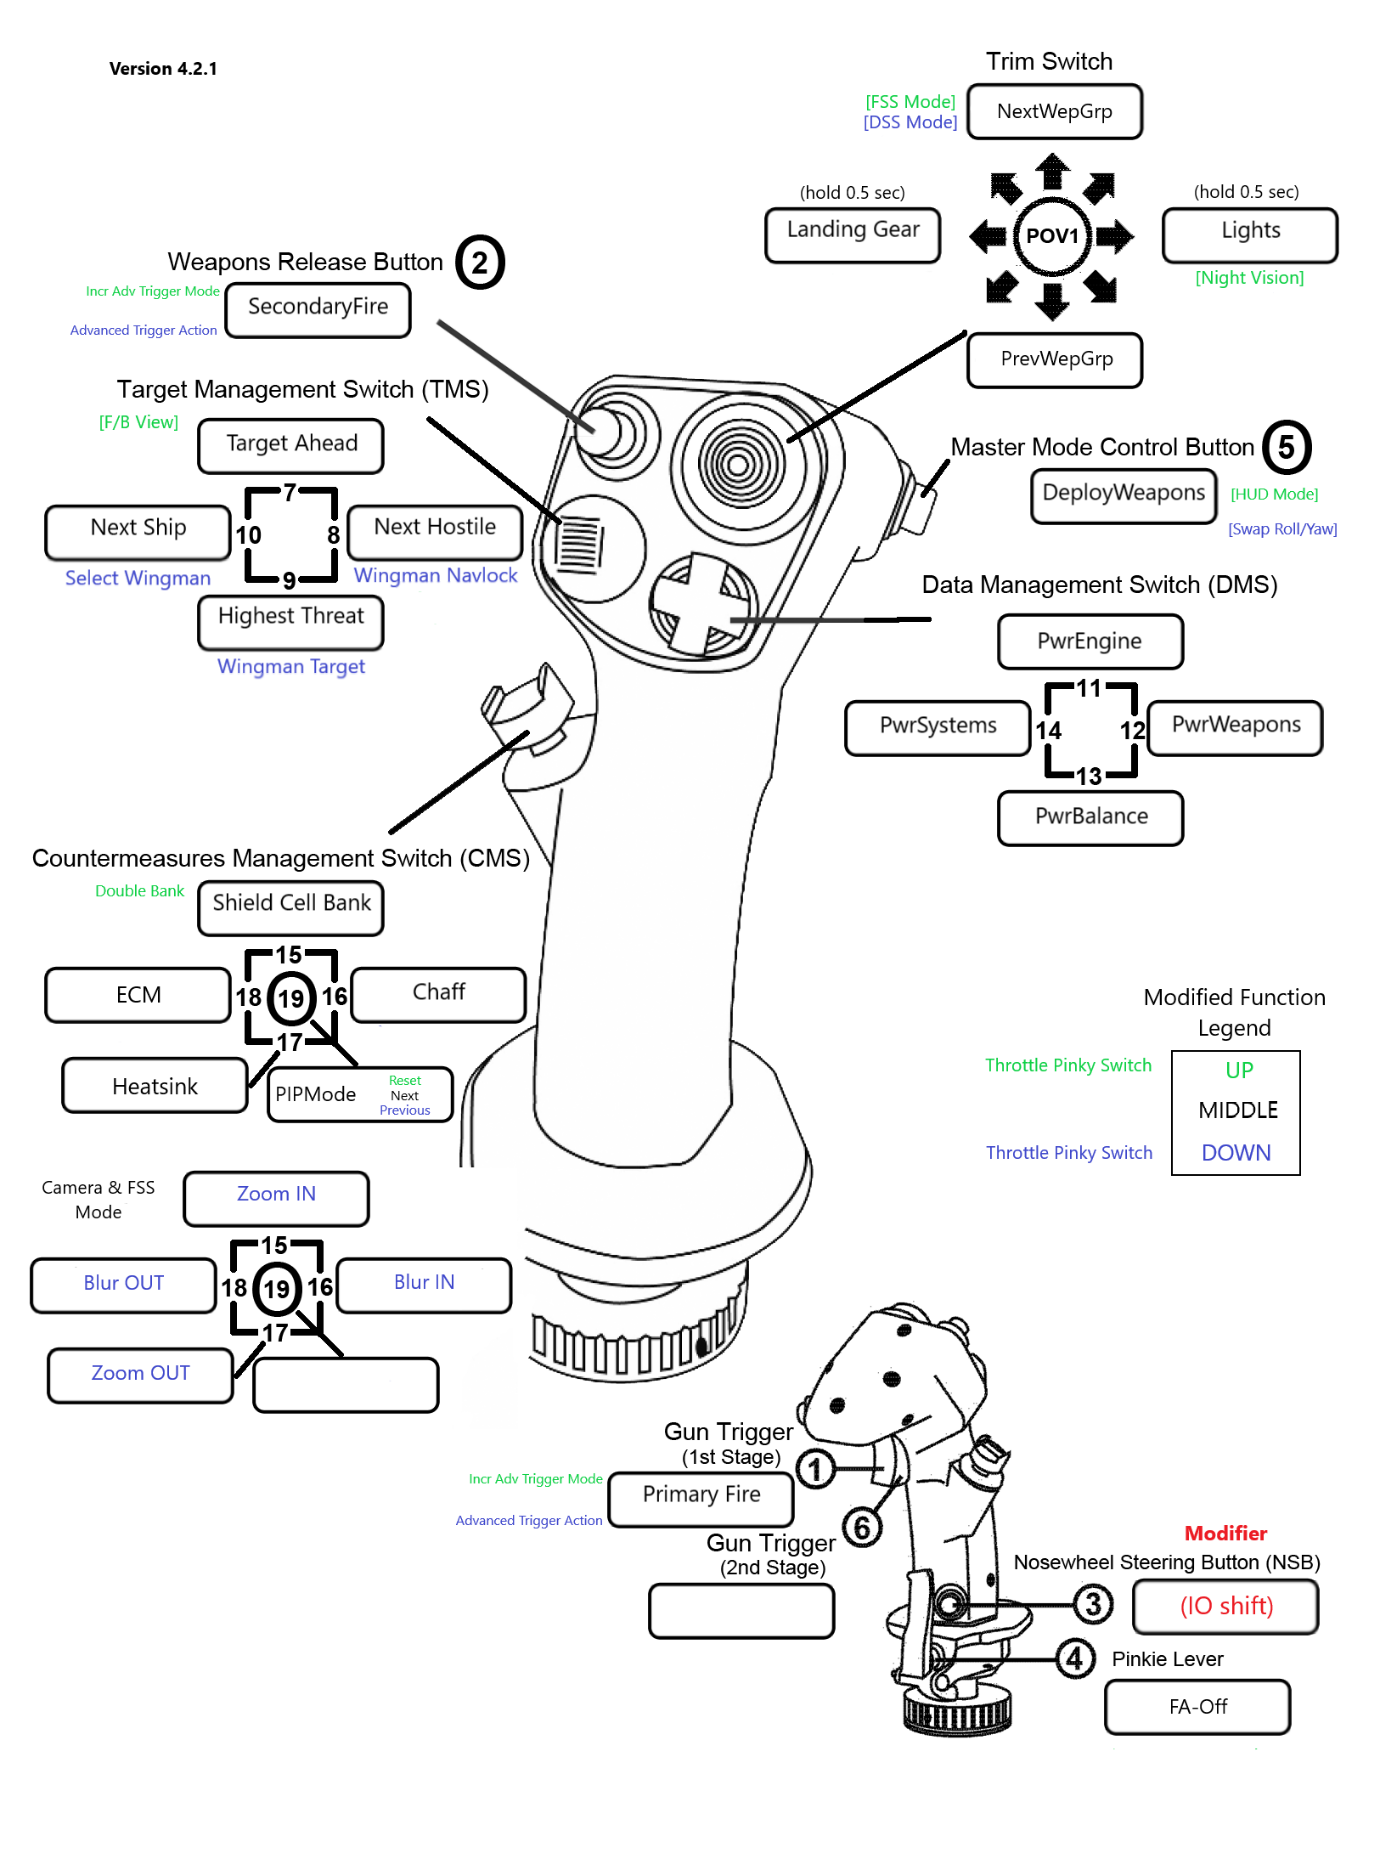 Version 4.2.1
Trim Switch
[FSS Mode]
[DSS Mode]
NextWepGrp
(hold 0.5 sec)
Landing Gear
POV1
(hold 0.5 sec)
Lights
[Night Vision]
PrevWepGrp
Weapons Release Button 2
Incr Adv Trigger Mode
SecondaryFire
Advanced Trigger Action
Target Management Switch (TMS)
[F/B View]
Target Ahead
7
Next Ship
10
8
Next Hostile
Select Wingman
9
Wingman Navlock
Highest Threat
Wingman Target
Master Mode Control Button 5
DeployWeapons
[HUD Mode]
[Swap Roll/Yaw]
Data Management Switch (DMS)
PwrEngine
11
PwrSystems
14
12
PwrWeapons
13
PwrBalance
Countermeasures Management Switch (CMS)
Double Bank
Shield Cell Bank
15
ECM
18
19
16
Chaff
17
Heatsink
PIPMode
Reset
Next
Previous
Modified Function
Legend
Throttle Pinky Switch
UP
MIDDLE
Throttle Pinky Switch
DOWN
Camera & FSS
Mode
Zoom IN
15
Blur OUT
18
19
16
Blur IN
17
Zoom OUT
Gun Trigger
(1st Stage)
1
Incr Adv Trigger Mode
Primary Fire
Advanced Trigger Action
6
Gun Trigger
(2nd Stage)
Modifier
Nosewheel Steering Button (NSB)
3
(IO shift)
4
Pinkie Lever
FA-Off